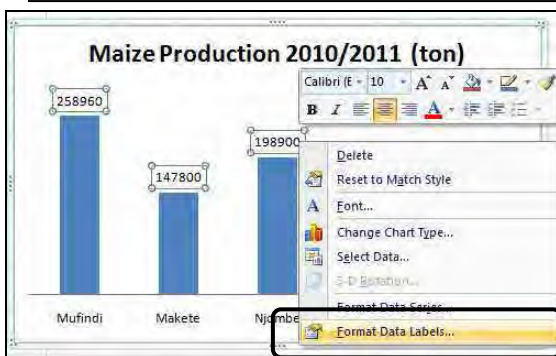 Maize Production 2010/2011 (ton)
Calibri (E 10 A A
B I A
258960
198900
147800
Delete
Reset to Match Style
A Font...
Change Chart Type...
Select Data...
3-D Rotation...
Format Data Series...
Format Data Labels...
Mufindi Makete Njombe